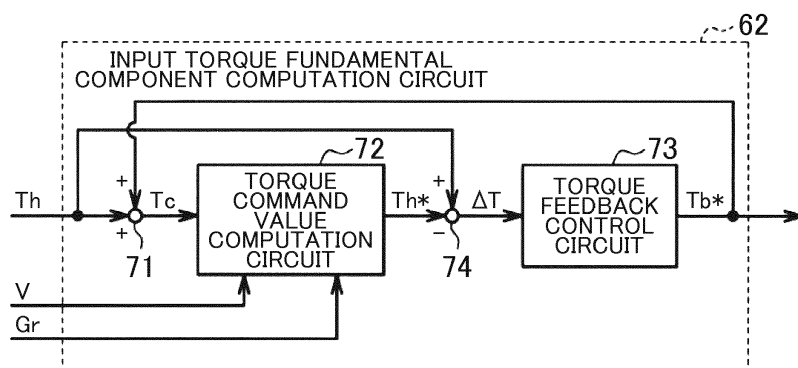 62
INPUT TORQUE FUNDAMENTAL
COMPONENT COMPUTATION CIRCUIT
72
73
Th
+
+
Tc
71
TORQUE
COMMAND
VALUE
COMPUTATION
CIRCUIT
Th*
+
−
74
ΔT
TORQUE
FEEDBACK
CONTROL
CIRCUIT
Tb*
V
Gr